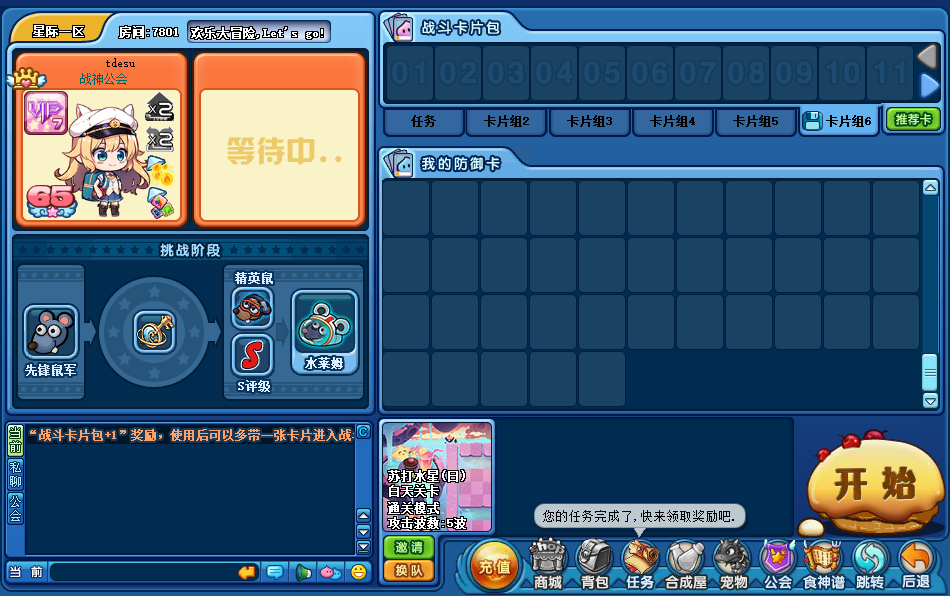 星际一区
房间:7801
欢乐大冒险,Let's go!
tdesu
战神公会
VIP7
x2
x2
65
等待中..
挑战阶段
先锋鼠军
精英鼠
S
S评级
水莱姆
战斗卡片包
01 02 03 04 05 06 07 08 09 10 11
任务
卡片组2
卡片组3
卡片组4
卡片组5
卡片组6
推荐卡
我的防御卡
当前
私聊
公会
“战斗卡片包+1”奖励，使用后可以多带一张卡片进入战
C
当 前
苏打水星(日)
白天关卡
通关模式
攻击波数:5波
邀请
换队
开始
您的任务完成了,快来领取奖励吧.
充值
商城
背包
任务
合成屋
宠物
公会
食神谱
跳转
后退